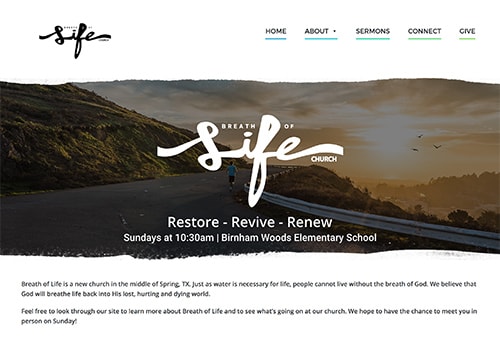 BREATH OF
Life
CHURCH
HOME ABOUT SERMONS CONNECT GIVE
BREATH OF
Life
CHURCH
Restore - Revive - Renew
Sundays at 10:30am | Birnham Woods Elementary School
Breath of Life is a new church in the middle of Spring, TX. Just as water is necessary for life, people cannot live without the breath of God. We believe that
God will breathe life back into His lost, hurting and dying world.
Feel free to look through our site to learn more about Breath of Life and to see what's going on at our church. We hope to have the chance to meet you in
person on Sunday!